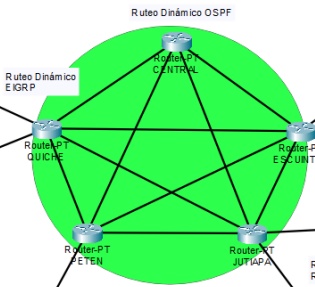 Ruteo Dinámico OSPF
Router-PT
CENTRAL
Ruteo Dinámico
EIGRP
Router-PT
QUICHE
Router-P
ESCUINT
Router-PT
PETEN
Router-PT
JUTIAPA
R
R